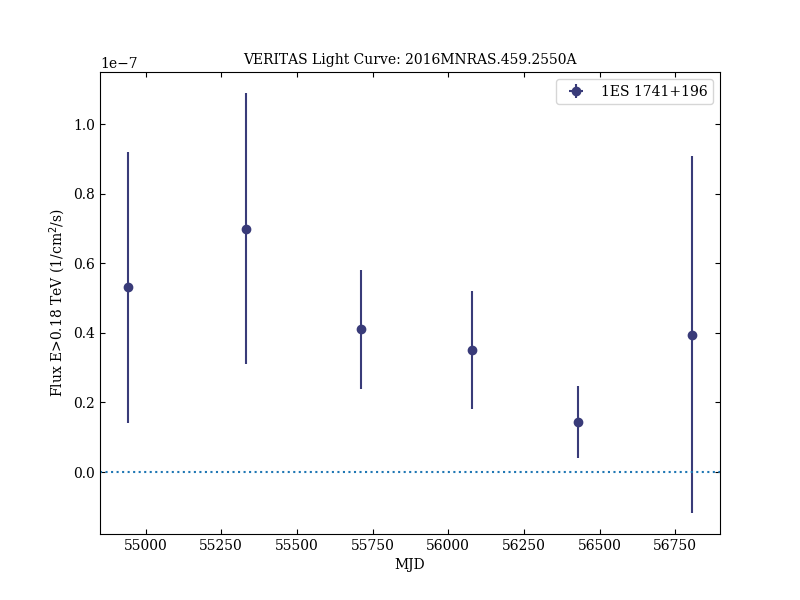 VERITAS Light Curve: 2016MNRAS.459.2550A
1e−7
1ES 1741+196
1.0
0.8
0.6
0.4
0.2
0.0
Flux E>0.18 TeV (1/cm²/s)
55000 55250 55500 55750 56000 56250 56500 56750
MJD